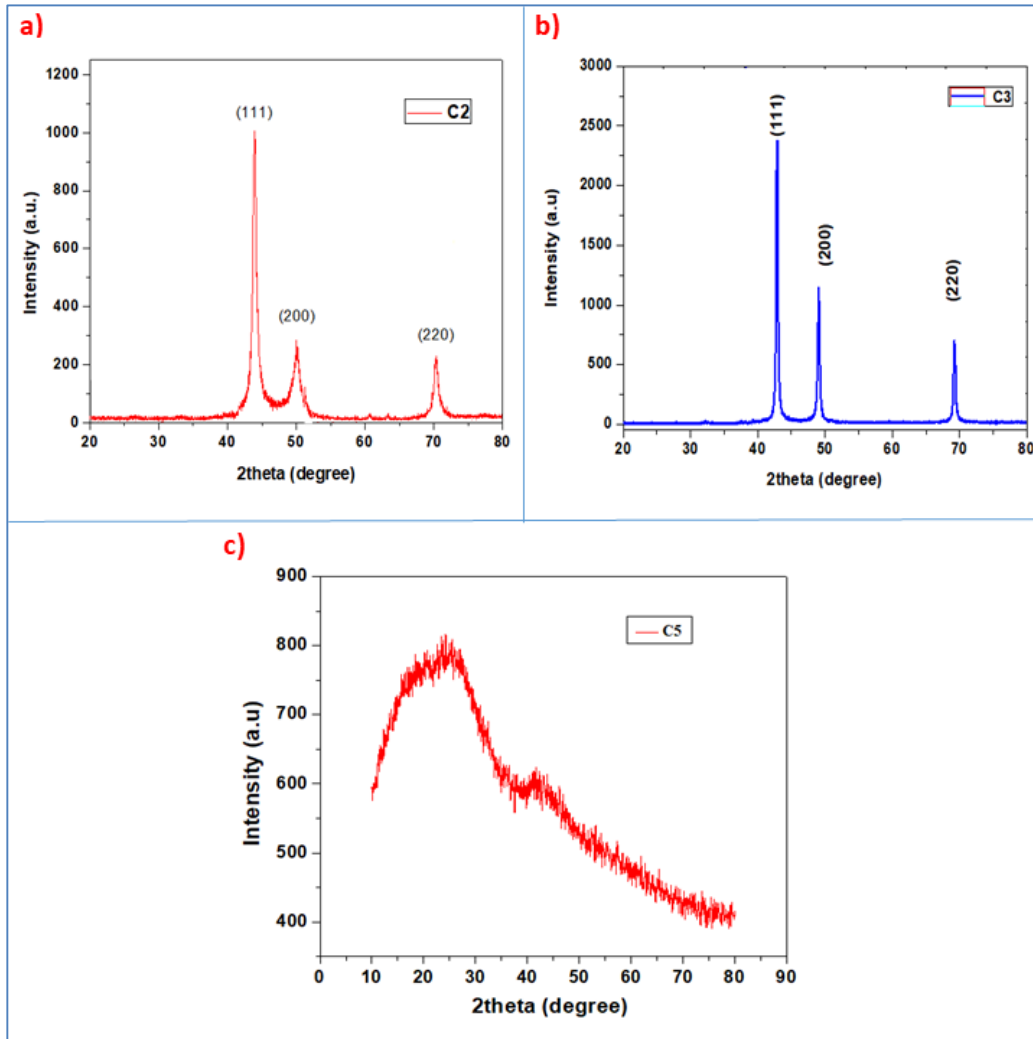 a)
C2
(111)
(200)
(220)
1200
1000
800
600
400
200
0
Intensity (a.u.)
20 30 40 50 60 70 80
2theta (degree)
b)
C3
(111)
(200)
(220)
3000
2500
2000
1500
1000
500
0
Intensity (a.u)
20 30 40 50 60 70 80
2theta (degree)
c)
C5
900
800
700
600
500
400
Intensity (a.u)
0 10 20 30 40 50 60 70 80 90
2theta (degree)